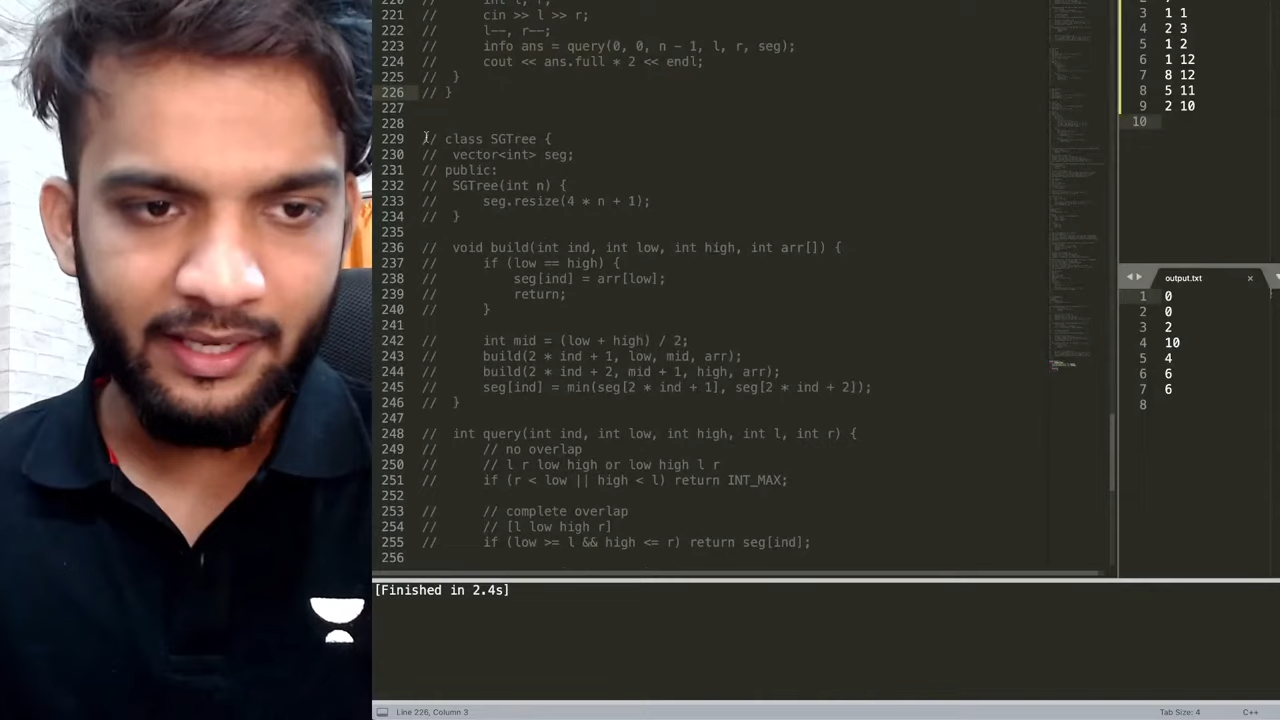 220 // int l, r;
221 // cin >> l >> r;
222 // l--, r--;
223 // info ans = query(0, 0, n - 1, l, r, seg);
224 // cout << ans.full * 2 << endl;
225 // }
226 // }
227
228
229 // class SGTree {
230 // vector<int> seg;
231 // public:
232 // SGTree(int n) {
233 // seg.resize(4 * n + 1);
234 // }
235
236 // void build(int ind, int low, int high, int arr[]) {
237 // if (low == high) {
238 // seg[ind] = arr[low];
239 // return;
240 // }
241
242 // int mid = (low + high) / 2;
243 // build(2 * ind + 1, low, mid, arr);
244 // build(2 * ind + 2, mid + 1, high, arr);
245 // seg[ind] = min(seg[2 * ind + 1], seg[2 * ind + 2]);
246 // }
247
248 // int query(int ind, int low, int high, int l, int r) {
249 // // no overlap
250 // // l r low high or low high l r
251 // if (r < low || high < l) return INT_MAX;
252
253 // // complete overlap
254 // // [l low high r]
255 // if (low >= l && high <= r) return seg[ind];
256
3 1 1
4 2 3
5 1 2
6 1 12
7 8 12
8 5 11
9 2 10
10
output.txt
1 0
2 0
3 2
4 10
5 4
6 6
7 6
8
[Finished in 2.4s]
Line 226, Column 3
Tab Size: 4
C++